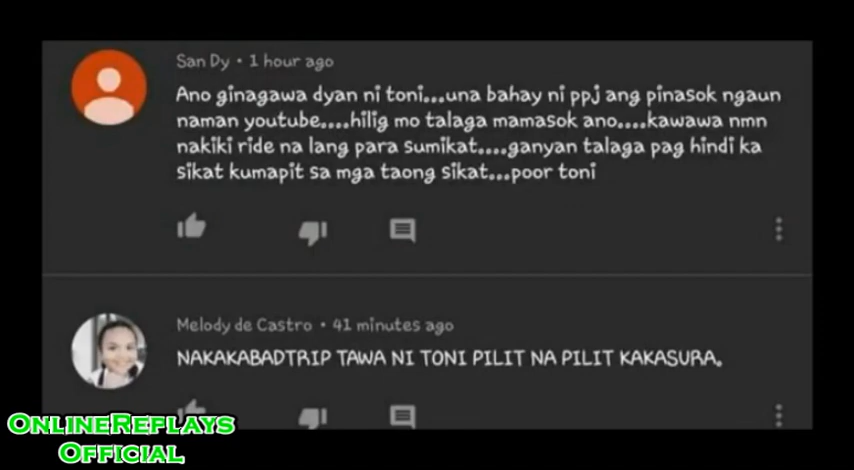 San Dy • 1 hour ago
Ano ginagawa dyan ni toni...una bahay ni ppj ang pinasok ngaun
naman youtube....hilig mo talaga mamasok ano....kawawa nmn
nakiki ride na lang para sumikat....ganyan talaga pag hindi ka
sikat kumapit sa mga taong sikat...poor toni
Melody de Castro • 41 minutes ago
NAKAKABADTRIP TAWA NI TONI PILIT NA PILIT KAKASURA.
OnlineReplays
Official